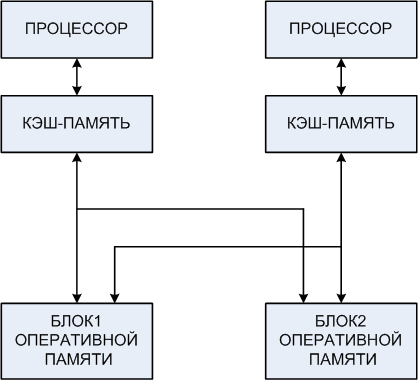 ПРОЦЕССОР
ПРОЦЕССОР
КЭШ-ПАМЯТЬ
КЭШ-ПАМЯТЬ
БЛОК1
ОПЕРАТИВНОЙ
ПАМЯТИ
БЛОК2
ОПЕРАТИВНОЙ
ПАМЯТИ